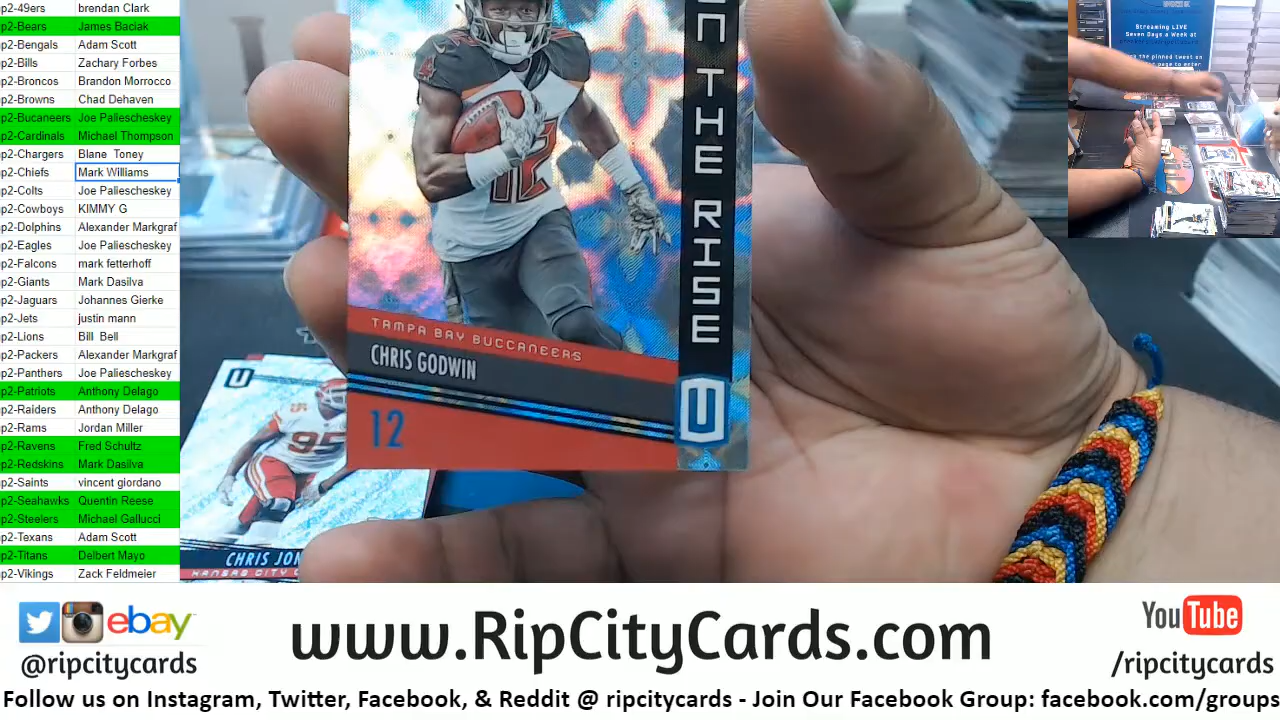 p2-49ers brendan Clark
p2-Bears James Baciak
p2-Bengals Adam Scott
p2-Bills Zachary Forbes
p2-Broncos Brandon Morrocco
p2-Browns Chad Dehaven
p2-Bucaneers Joe Paliescheskey
p2-Cardinals Michael Thompson
p2-Chargers Blane Toney
p2-Chiefs Mark Williams
p2-Colts Joe Paliescheskey
p2-Cowboys KIMMY G
p2-Dolphins Alexander Markgraf
p2-Eagles Joe Paliescheskey
p2-Falcons mark fetterhoff
p2-Giants Mark Dasilva
p2-Jaguars Johannes Gierke
p2-Jets justin mann
p2-Lions Bill Bell
p2-Packers Alexander Markgraf
p2-Panthers Joe Paliescheskey
p2-Patriots Anthony Delago
p2-Raiders Anthony Delago
p2-Rams Jordan Miller
p2-Ravens Fred Schultz
p2-Redskins Mark Dasilva
p2-Saints vincent giordano
p2-Seahawks Quentin Reese
p2-Steelers Michael Gallucci
p2-Texans Adam Scott
p2-Titans Delbert Mayo
p2-Vikings Zack Feldmeier
THE RISE
12
TAMPA BAY BUCCANEERS
CHRIS GODWIN
12
U
U
95
CHRIS JON
KANSAS CITY C
Streaming LIVE
Seven Days a Week at
the pinned tweet on
page to enter
ebay
@ripcitycards
www.RipCityCards.com
YouTube
/ripcitycards
Follow us on Instagram, Twitter, Facebook, & Reddit @ ripcitycards - Join Our Facebook Group: facebook.com/groups